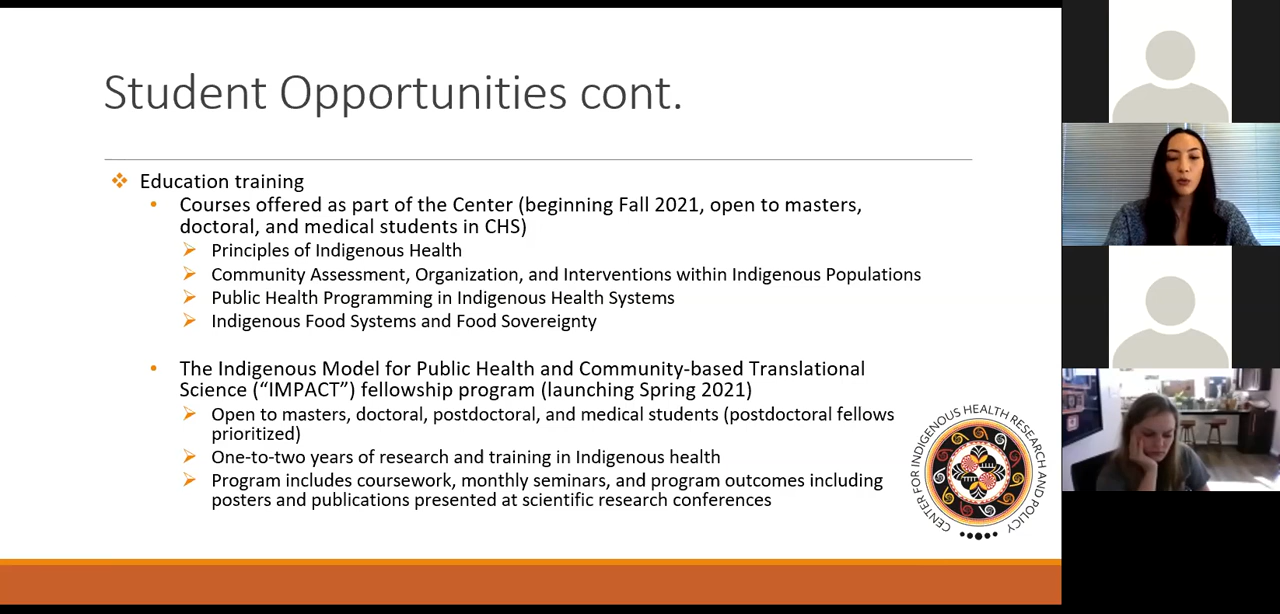 Student Opportunities cont.
❖ Education training
• Courses offered as part of the Center (beginning Fall 2021, open to masters,
doctoral, and medical students in CHS)
➢ Principles of Indigenous Health
➢ Community Assessment, Organization, and Interventions within Indigenous Populations
➢ Public Health Programming in Indigenous Health Systems
➢ Indigenous Food Systems and Food Sovereignty
• The Indigenous Model for Public Health and Community-based Translational
Science (“IMPACT”) fellowship program (launching Spring 2021)
➢ Open to masters, doctoral, postdoctoral, and medical students (postdoctoral fellows
prioritized)
➢ One-to-two years of research and training in Indigenous health
➢ Program includes coursework, monthly seminars, and program outcomes including
posters and publications presented at scientific research conferences
CENTER FOR INDIGENOUS HEALTH RESEARCH AND POLICY